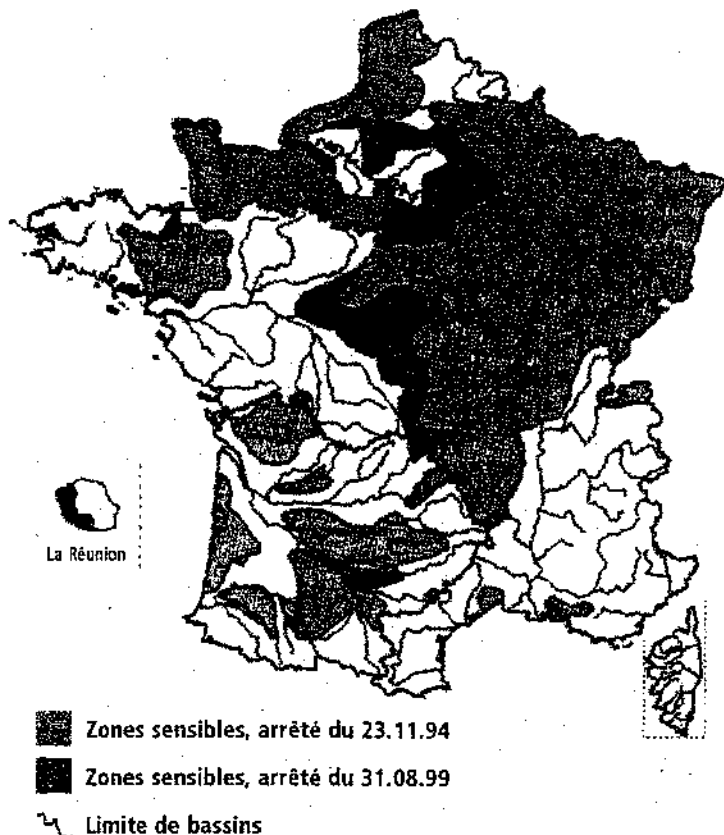 La Réunion
Zones sensibles, arrêté du 23.11.94
Zones sensibles, arrêté du 31.08.99
Limite de bassins